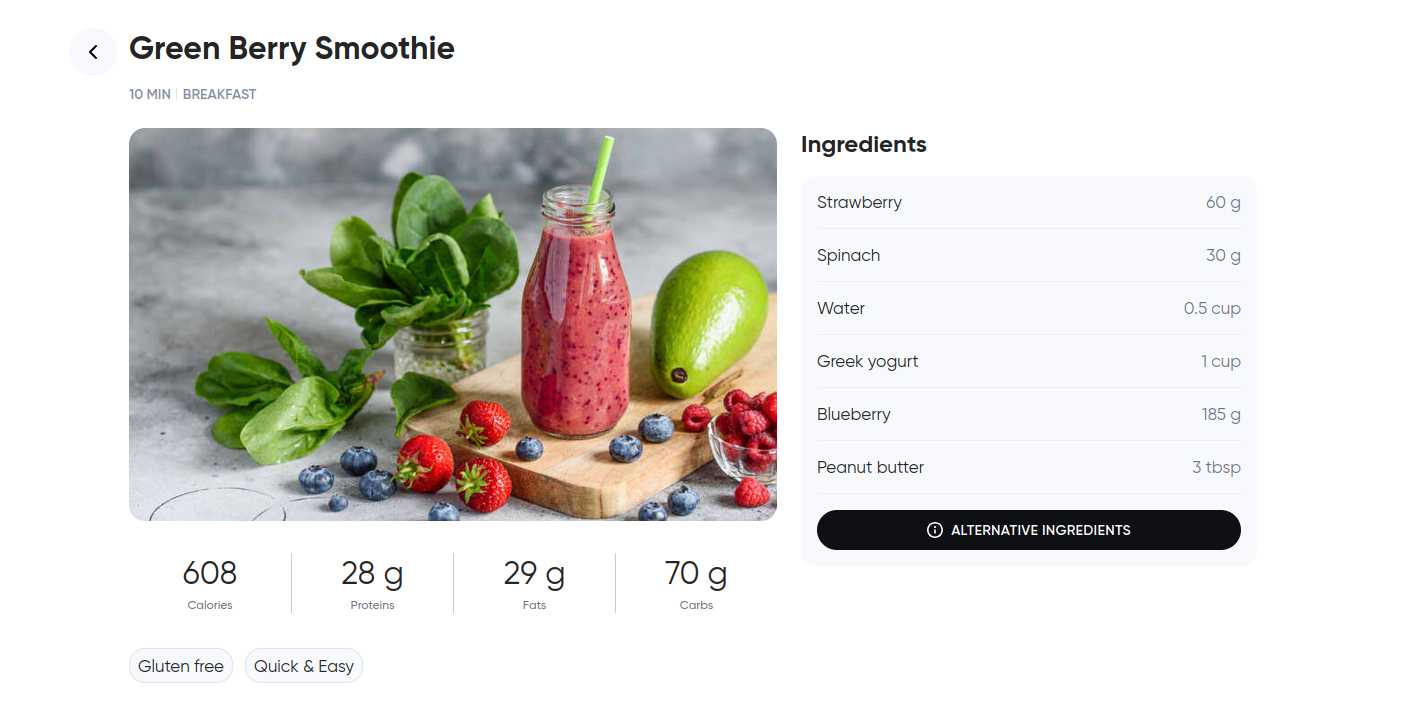 Green Berry Smoothie
10 MIN | BREAKFAST
Ingredients
Strawberry 60 g
Spinach 30 g
Water 0.5 cup
Greek yogurt 1 cup
Blueberry 185 g
Peanut butter 3 tbsp
ALTERNATIVE INGREDIENTS
608 28 g 29 g 70 g
Calories Proteins Fats Carbs
Gluten free Quick & Easy